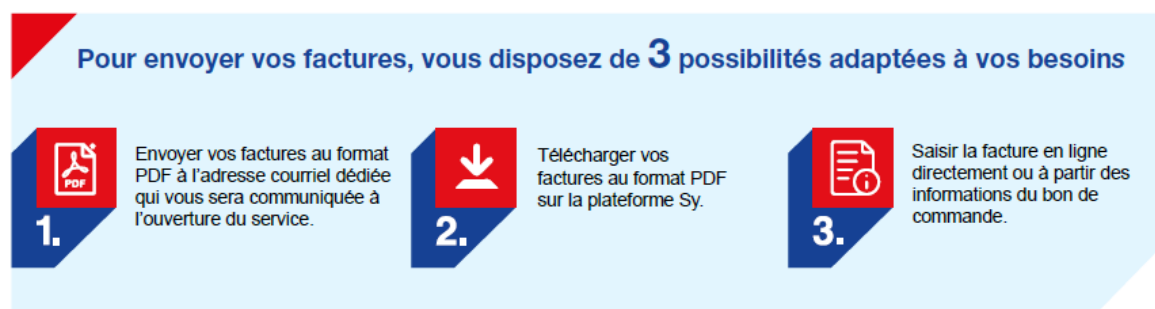 Pour envoyer vos factures, vous disposez de 3 possibilités adaptées à vos besoins
PDF
1.
Envoyer vos factures au format
PDF à l'adresse courriel dédiée
qui vous sera communiquée à
l'ouverture du service.
2.
Télécharger vos
factures au format PDF
sur la plateforme Sy.
3.
Saisir la facture en ligne
directement ou à partir des
informations du bon de
commande.